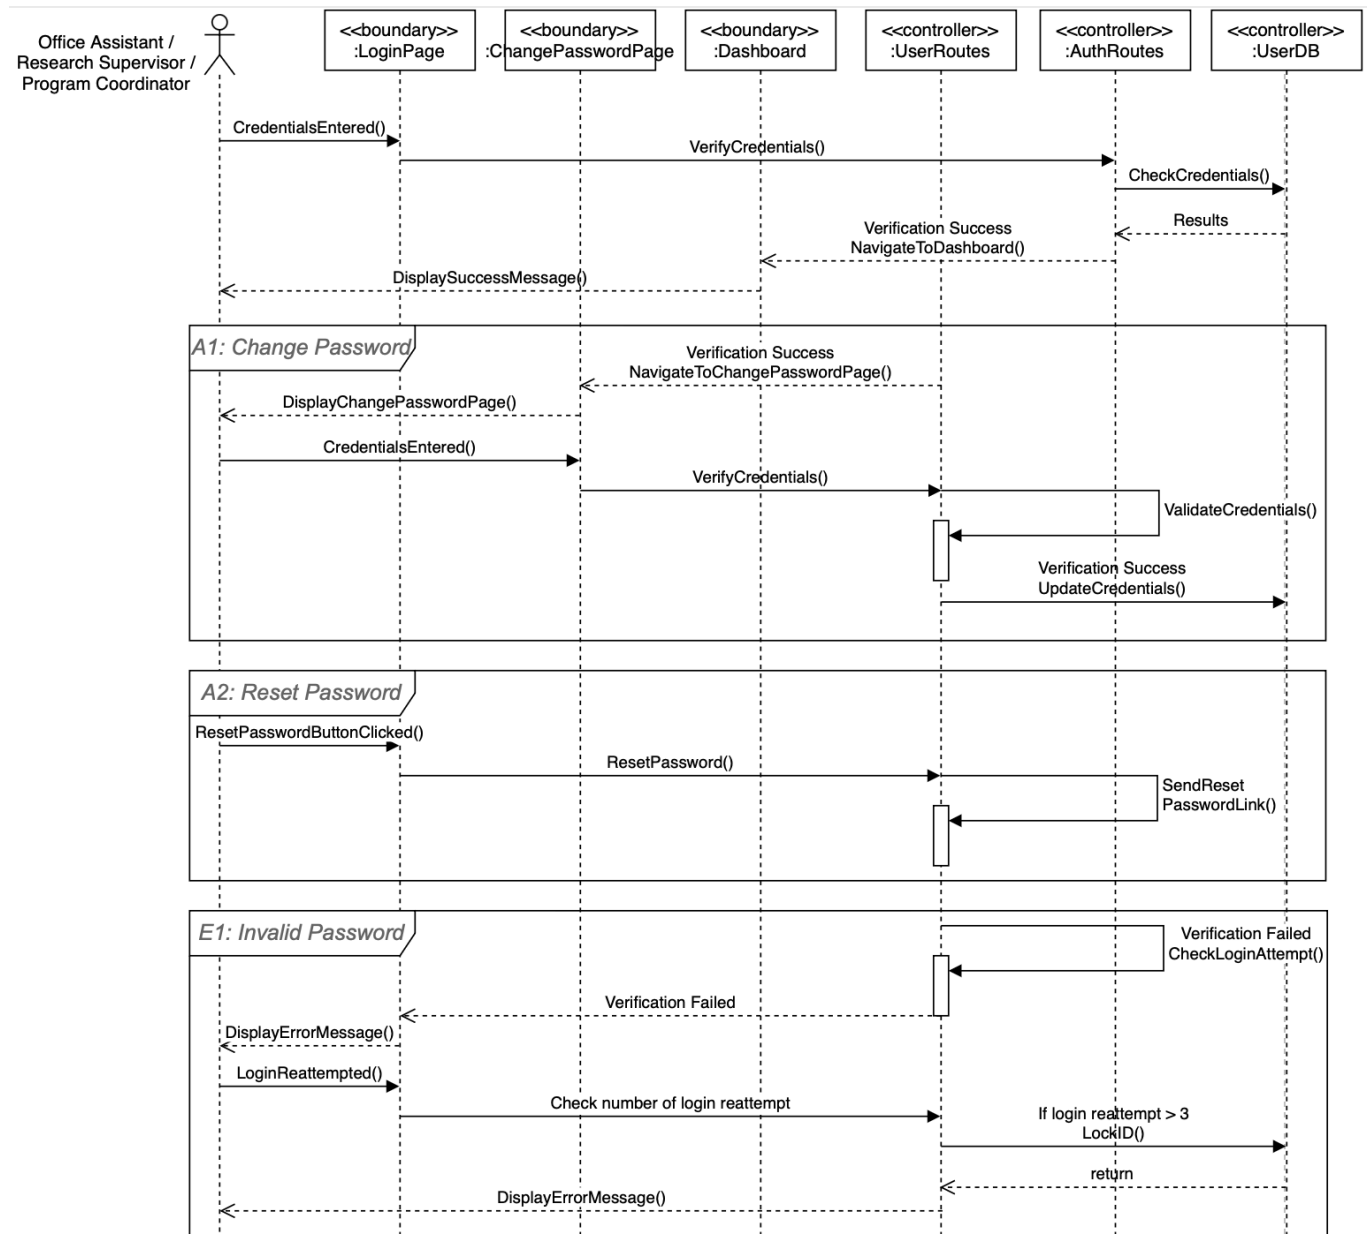 Office Assistant /
Research Supervisor /
Program Coordinator
<<boundary>>
:LoginPage
<<boundary>>
:ChangePasswordPage
<<boundary>>
:Dashboard
<<controller>>
:UserRoutes
<<controller>>
:AuthRoutes
<<controller>>
:UserDB
CredentialsEntered()
VerifyCredentials()
CheckCredentials()
Results
Verification Success
NavigateToDashboard()
DisplaySuccessMessage()
A1: Change Password
Verification Success
NavigateToChangePasswordPage()
DisplayChangePasswordPage()
CredentialsEntered()
VerifyCredentials()
ValidateCredentials()
Verification Success
UpdateCredentials()
A2: Reset Password
ResetPasswordButtonClicked()
ResetPassword()
SendReset
PasswordLink()
E1: Invalid Password
Verification Failed
CheckLoginAttempt()
Verification Failed
DisplayErrorMessage()
LoginReattempted()
Check number of login reattempt
If login reattempt > 3
LockID()
return
DisplayErrorMessage()